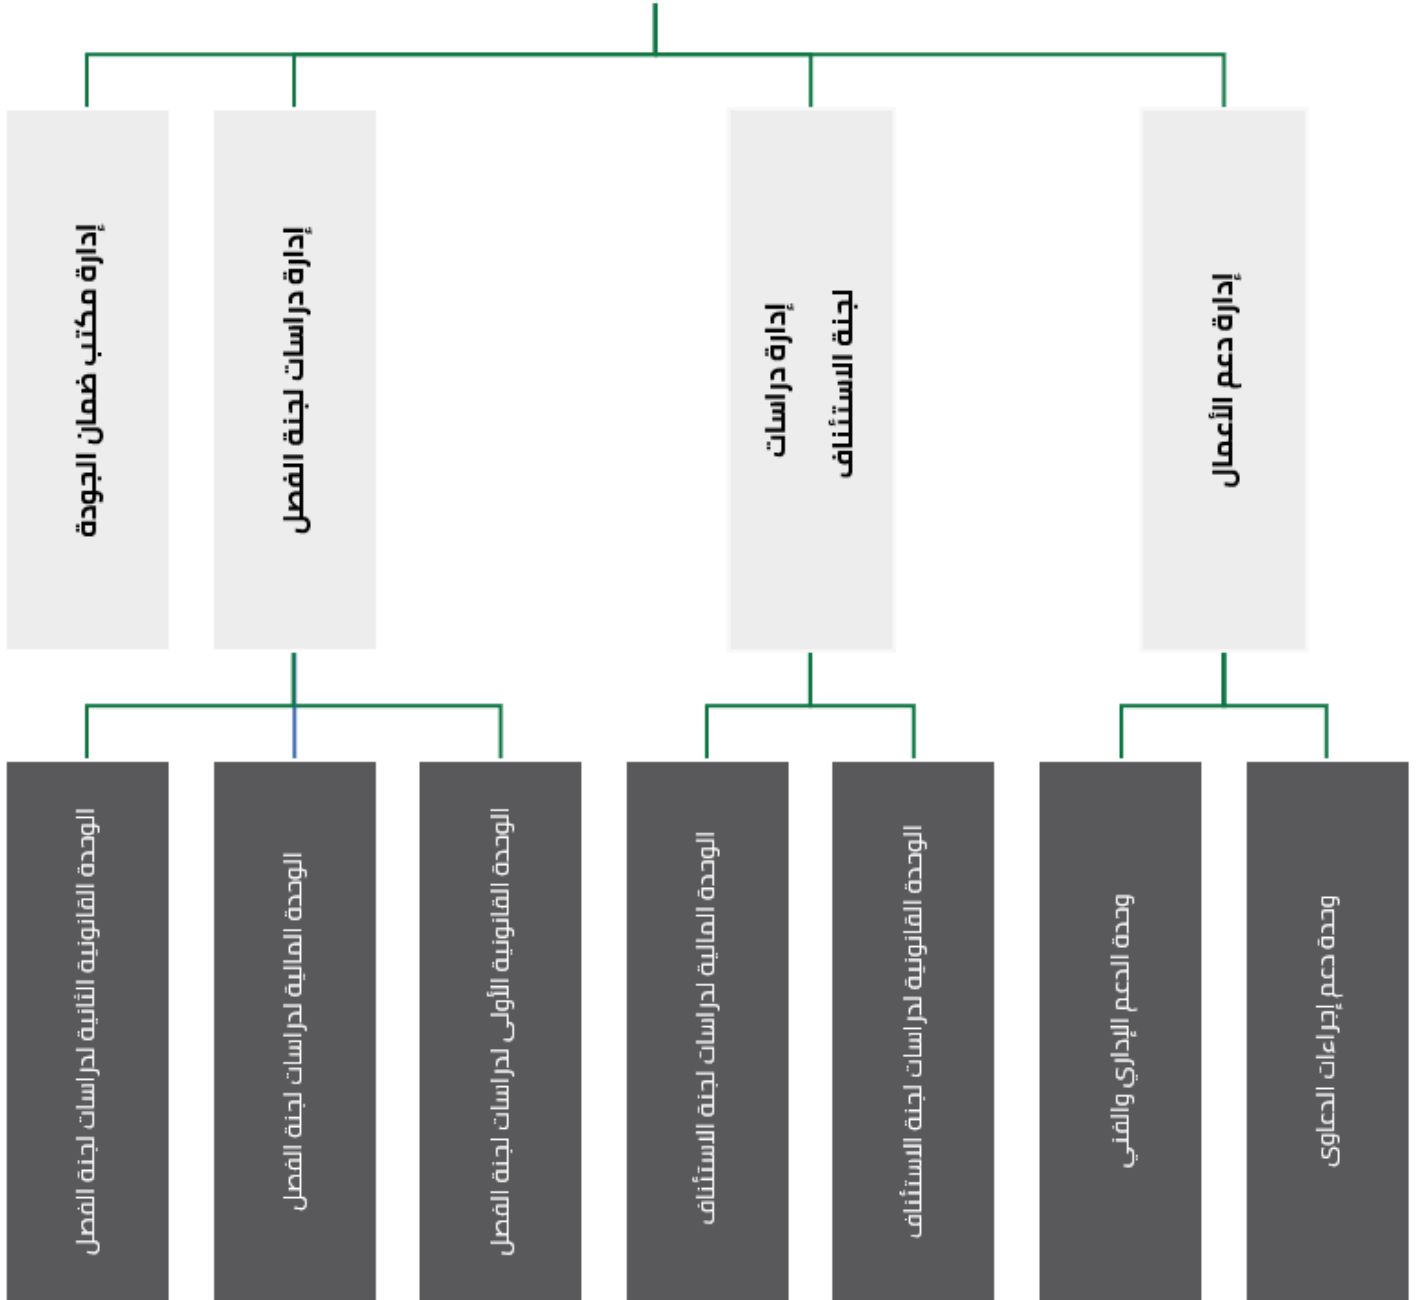 إدارة دعم الأعمال
إدارة دراسات
لجنة الاستئناف
إدارة دراسات لجنة الفصل
إدارة مكتب ضمان الجودة
وحدة دعم إجراءات الدعاوى
وحدة الدعم الإداري والفني
الوحدة القانونية لدراسات لجنة الاستئناف
الوحدة المالية لدراسات لجنة الاستئناف
الوحدة القانونية الأولى لدراسات لجنة الفصل
الوحدة المالية لدراسات لجنة الفصل
الوحدة القانونية الثانية لدراسات لجنة الفصل